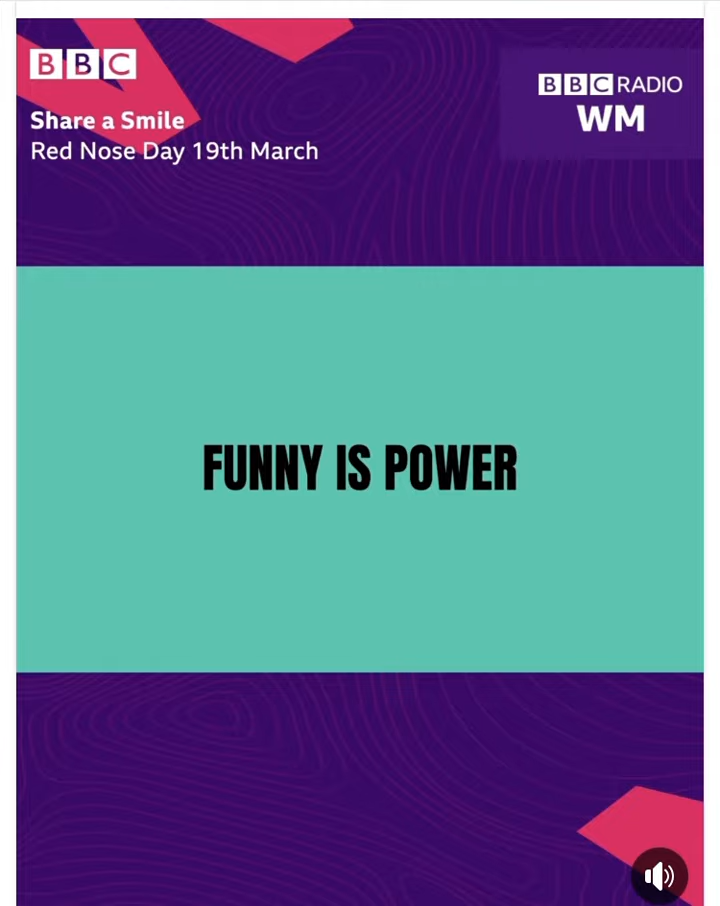 BBC
Share a Smile
Red Nose Day 19th March
BBC RADIO
WM
FUNNY IS POWER